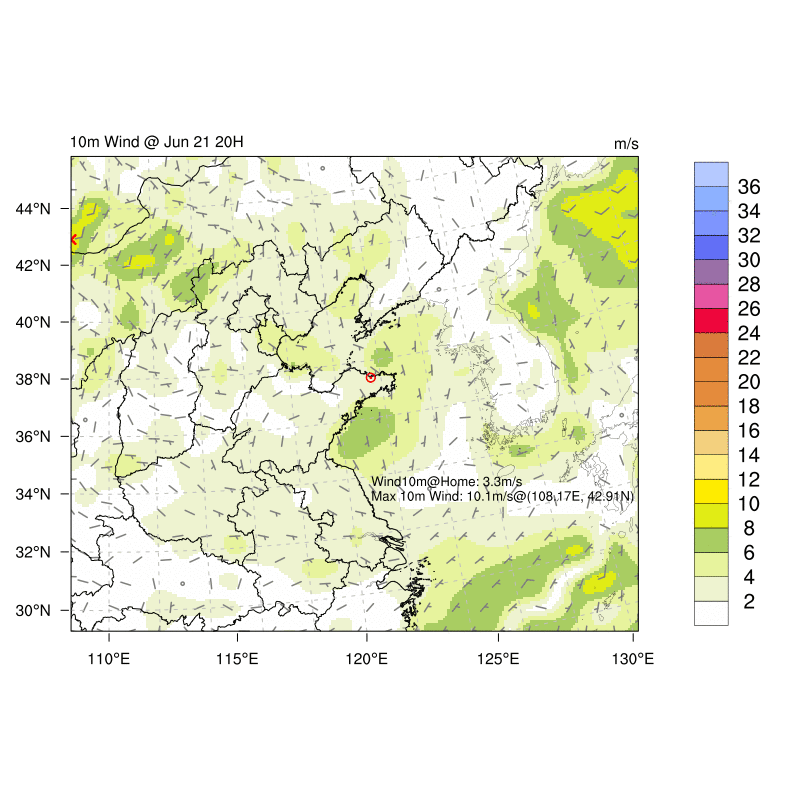 10m Wind @ Jun 21 20H
m/s
44°N
42°N
40°N
38°N
36°N
34°N
32°N
30°N
110°E
115°E
120°E
125°E
130°E
Wind10m@Home: 3.3m/s
Max 10m Wind: 10.1m/s@(108.17E, 42.91N)
36
34
32
30
28
26
24
22
20
18
16
14
12
10
8
6
4
2